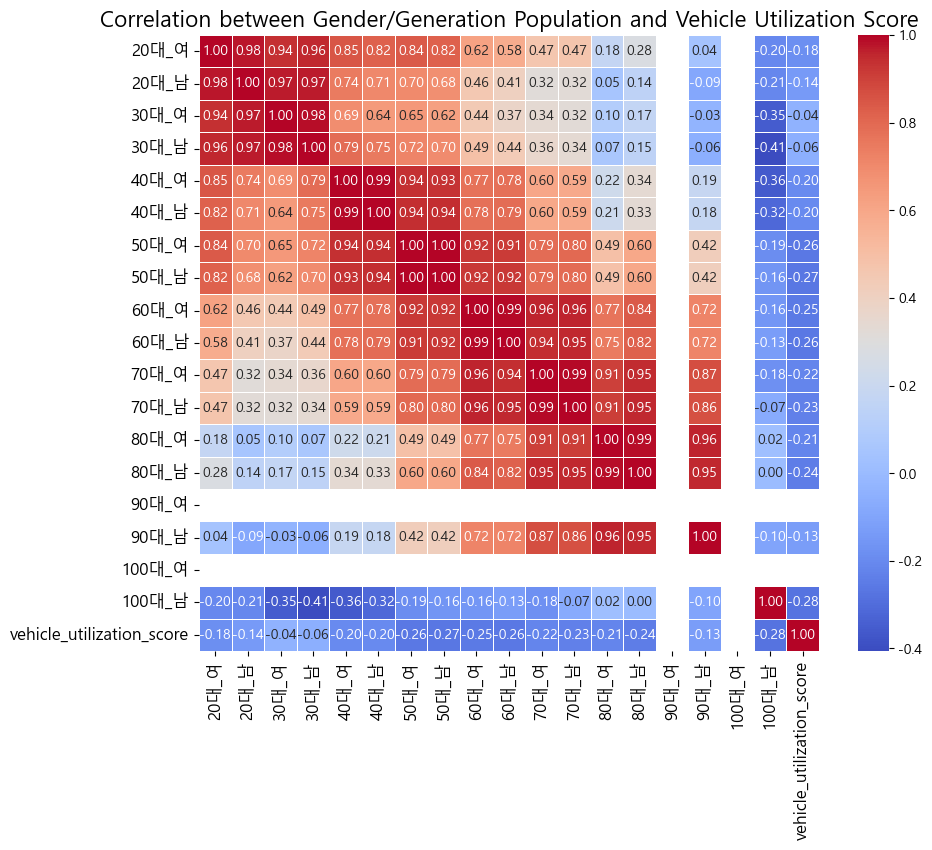 Correlation between Gender/Generation Population and Vehicle Utilization Score
20대_여 1.00 0.98 0.94 0.96 0.85 0.82 0.84 0.82 0.62 0.58 0.47 0.47 0.18 0.28 0.04 -0.20 -0.18
20대_남 0.98 1.00 0.97 0.97 0.74 0.71 0.70 0.68 0.46 0.41 0.32 0.32 0.05 0.14 -0.09 -0.21 -0.14
30대_여 0.94 0.97 1.00 0.98 0.69 0.64 0.65 0.62 0.44 0.37 0.34 0.32 0.10 0.17 -0.03 -0.35 -0.04
30대_남 0.96 0.97 0.98 1.00 0.79 0.75 0.72 0.70 0.49 0.44 0.36 0.34 0.07 0.15 -0.06 -0.41 -0.06
40대_여 0.85 0.74 0.69 0.79 1.00 0.99 0.94 0.93 0.77 0.78 0.60 0.59 0.22 0.34 0.19 -0.36 -0.20
40대_남 0.82 0.71 0.64 0.75 0.99 1.00 0.94 0.94 0.78 0.79 0.60 0.59 0.21 0.33 0.18 -0.32 -0.20
50대_여 0.84 0.70 0.65 0.72 0.94 0.94 1.00 1.00 0.92 0.91 0.79 0.80 0.49 0.60 0.42 -0.19 -0.26
50대_남 0.82 0.68 0.62 0.70 0.93 0.94 1.00 1.00 0.92 0.92 0.79 0.80 0.49 0.60 0.42 -0.16 -0.27
60대_여 0.62 0.46 0.44 0.49 0.77 0.78 0.92 0.92 1.00 0.99 0.96 0.96 0.77 0.84 0.72 -0.16 -0.25
60대_남 0.58 0.41 0.37 0.44 0.78 0.79 0.91 0.92 0.99 1.00 0.94 0.95 0.75 0.82 0.72 -0.13 -0.26
70대_여 0.47 0.32 0.34 0.36 0.60 0.60 0.79 0.79 0.96 0.94 1.00 0.99 0.91 0.95 0.87 -0.18 -0.22
70대_남 0.47 0.32 0.32 0.34 0.59 0.59 0.80 0.80 0.96 0.95 0.99 1.00 0.91 0.95 0.86 -0.07 -0.23
80대_여 0.18 0.05 0.10 0.07 0.22 0.21 0.49 0.49 0.77 0.75 0.91 0.91 1.00 0.99 0.96 0.02 -0.21
80대_남 0.28 0.14 0.17 0.15 0.34 0.33 0.60 0.60 0.84 0.82 0.95 0.95 0.99 1.00 0.95 0.00 -0.24
90대_여
90대_남 0.04 -0.09 -0.03 -0.06 0.19 0.18 0.42 0.42 0.72 0.72 0.87 0.86 0.96 0.95 1.00 -0.10 -0.13
100대_여
100대_남 -0.20 -0.21 -0.35 -0.41 -0.36 -0.32 -0.19 -0.16 -0.16 -0.13 -0.18 -0.07 0.02 0.00 -0.10 1.00 -0.28
vehicle_utilization_score -0.18 -0.14 -0.04 -0.06 -0.20 -0.20 -0.26 -0.27 -0.25 -0.26 -0.22 -0.23 -0.21 -0.24 -0.13 -0.28 1.00
20대_여
20대_남
30대_여
30대_남
40대_여
40대_남
50대_여
50대_남
60대_여
60대_남
70대_여
70대_남
80대_여
80대_남
90대_여
90대_남
100대_여
100대_남
vehicle_utilization_score
1.0
0.8
0.6
0.4
0.2
0.0
-0.2
-0.4